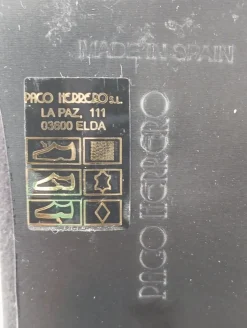 MADE IN SPAIN
PACO HERRERO S.L.
LA PAZ, 111
03600 ELDA
PACO HERRERO